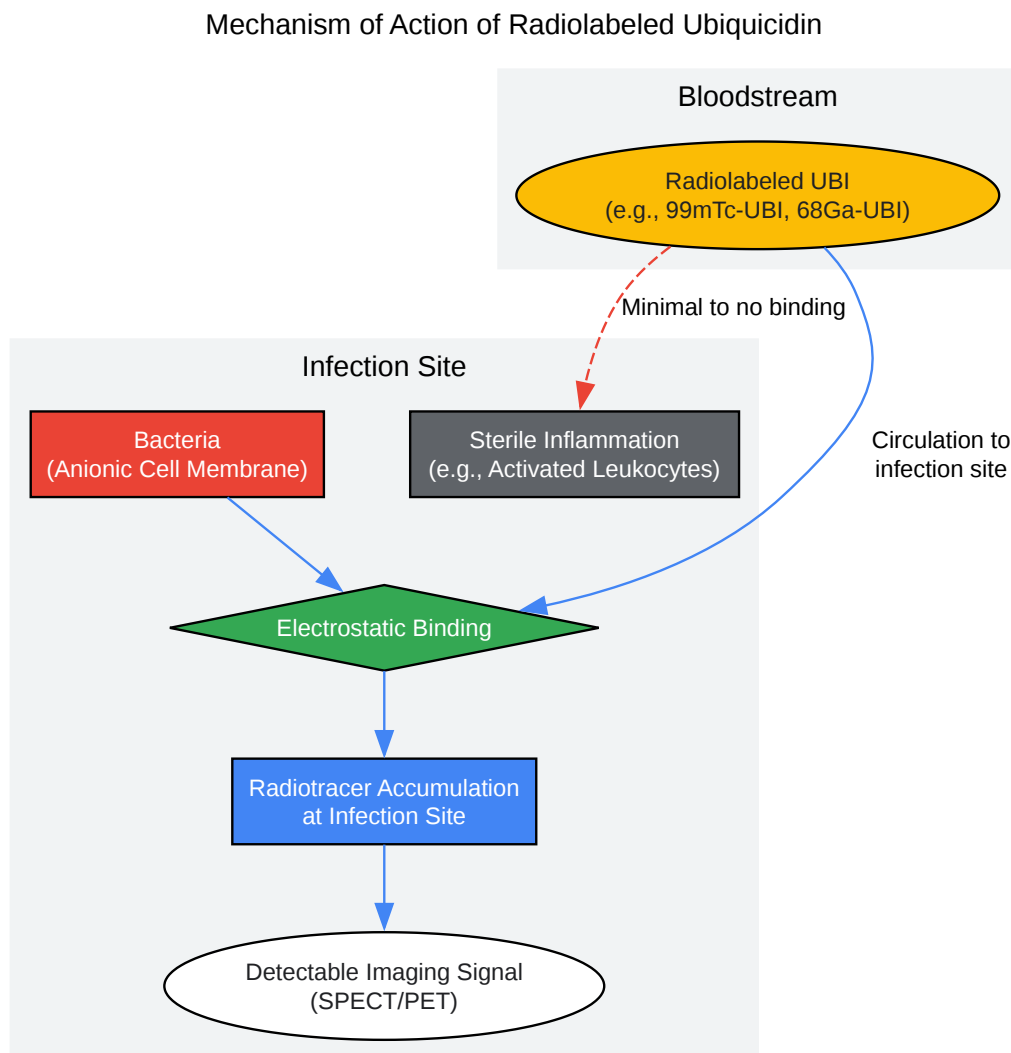 Mechanism of Action of Radiolabeled Ubiquicidin
Bloodstream
Radiolabeled UBI
(e.g., 99mTc-UBI, 68Ga-UBI)
Minimal to no binding
Infection Site
Bacteria
(Anionic Cell Membrane)
Sterile Inflammation
(e.g., Activated Leukocytes)
Circulation to
infection site
Electrostatic Binding
Radiotracer Accumulation
at Infection Site
Detectable Imaging Signal
(SPECT/PET)